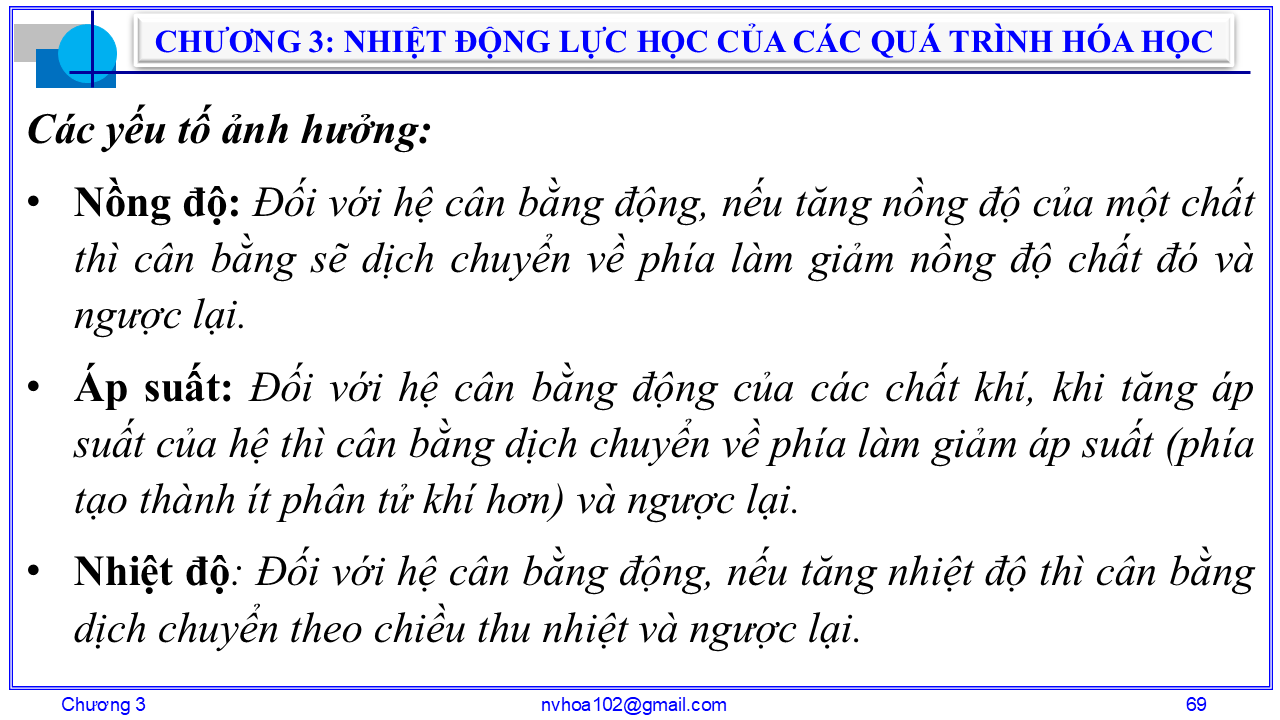 CHƯƠNG 3: NHIỆT ĐỘNG LỰC HỌC CỦA CÁC QUÁ TRÌNH HÓA HỌC
Các yếu tố ảnh hưởng:
• Nồng độ: Đối với hệ cân bằng động, nếu tăng nồng độ của một chất
thì cân bằng sẽ dịch chuyển về phía làm giảm nồng độ chất đó và
ngược lại.
• Áp suất: Đối với hệ cân bằng động của các chất khí, khi tăng áp
suất của hệ thì cân bằng dịch chuyển về phía làm giảm áp suất (phía
tạo thành ít phân tử khí hơn) và ngược lại.
• Nhiệt độ: Đối với hệ cân bằng động, nếu tăng nhiệt độ thì cân bằng
dịch chuyển theo chiều thu nhiệt và ngược lại.
Chương 3 nvhoa102@gmail.com 69